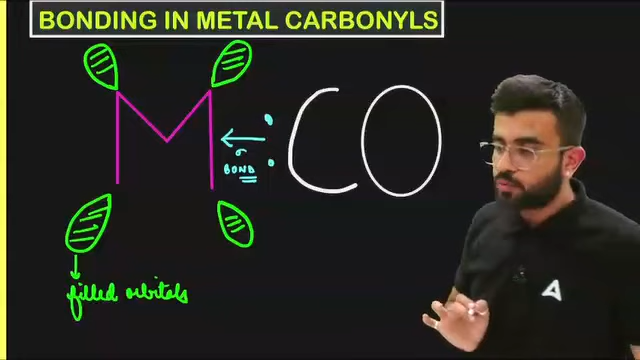 BONDING IN METAL CARBONYLS
M
σ
BOND
CO
filled orbitals